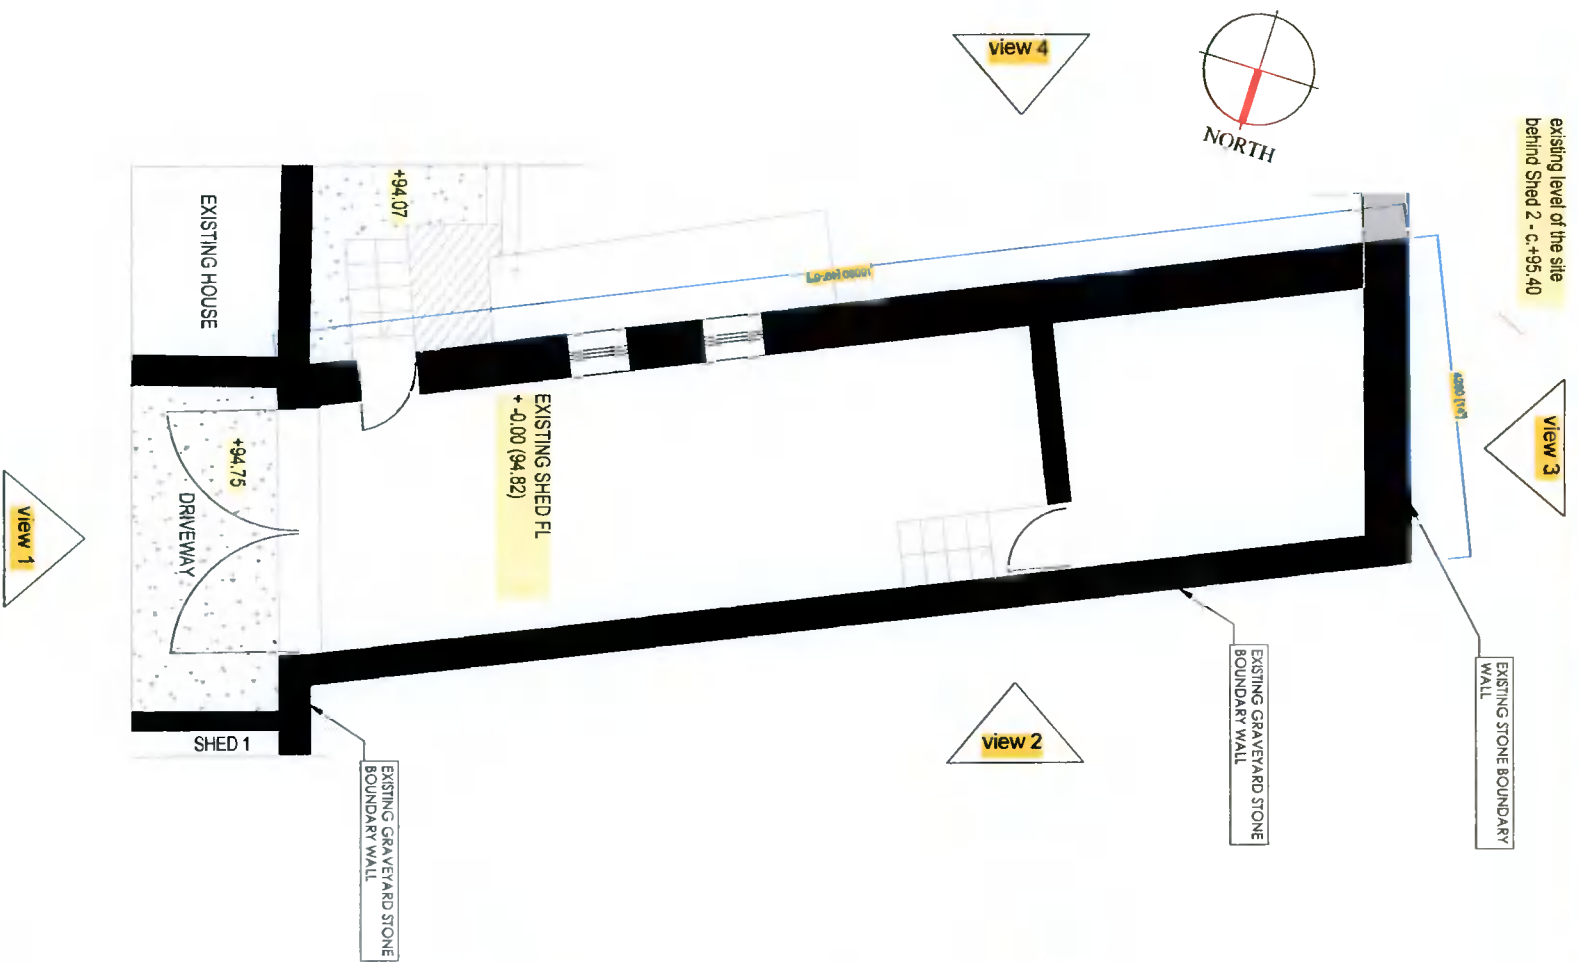 view 4
NORTH
existing level of the site
behind Shed 2 - c.+95.40
+94.07
EXISTING HOUSE
4260 [14']
view 3
EXISTING SHED FL
+ -0.00 (94.82)
+94.75
DRIVEWAY
view 1
view 2
SHED 1
EXISTING GRAVEYARD STONE
BOUNDARY WALL
EXISTING GRAVEYARD STONE
BOUNDARY WALL
EXISTING STONE BOUNDARY
WALL